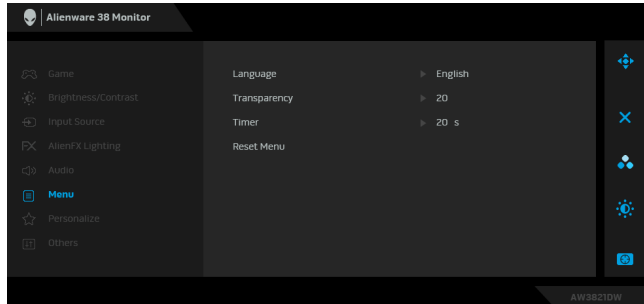 Alienware 38 Monitor
Game
Brightness/Contrast
Input Source
FX AlienFX Lighting
Audio
Menu
Personalize
Others
Language English
Transparency 20
Timer 20 s
Reset Menu
AW3821DW